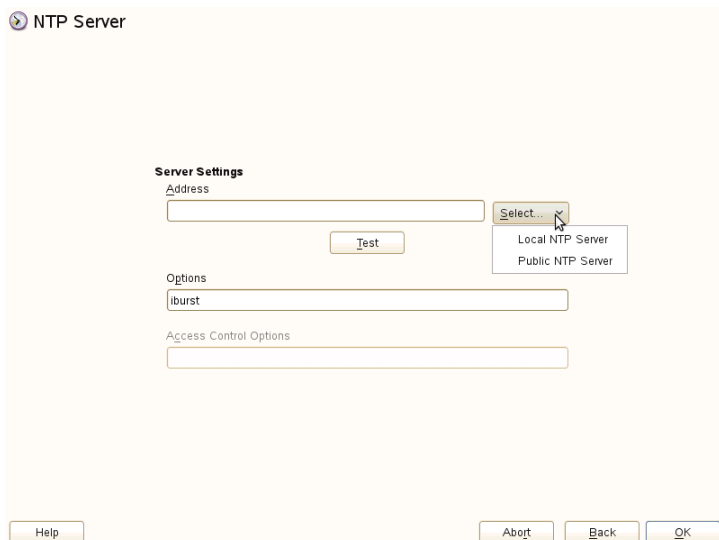 NTP Server
Server Settings
Address
Select...
Local NTP Server
Public NTP Server
Test
Options
iburst
Access Control Options
Help
Abort
Back
OK